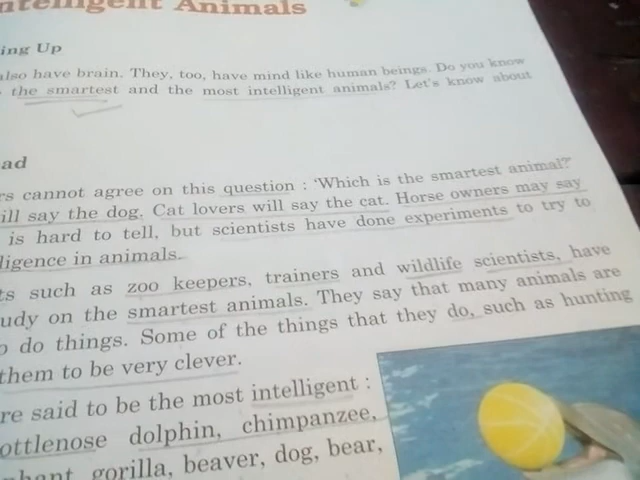 Intelligent Animals
ing Up
also have brain. They, too, have mind like human beings. Do you know
the smartest and the most intelligent animals? Let's know about
ad
rs cannot agree on this question : 'Which is the smartest animal?'
ill say the dog. Cat lovers will say the cat. Horse owners may say
is hard to tell, but scientists have done experiments to try to
ligence in animals.
ts such as zoo keepers, trainers and wildlife scientists, have
udy on the smartest animals. They say that many animals are
o do things. Some of the things that they do, such as hunting
them to be very clever.
re said to be the most intelligent :
ottlenose dolphin, chimpanzee,
phant, gorilla, beaver, dog, bear,